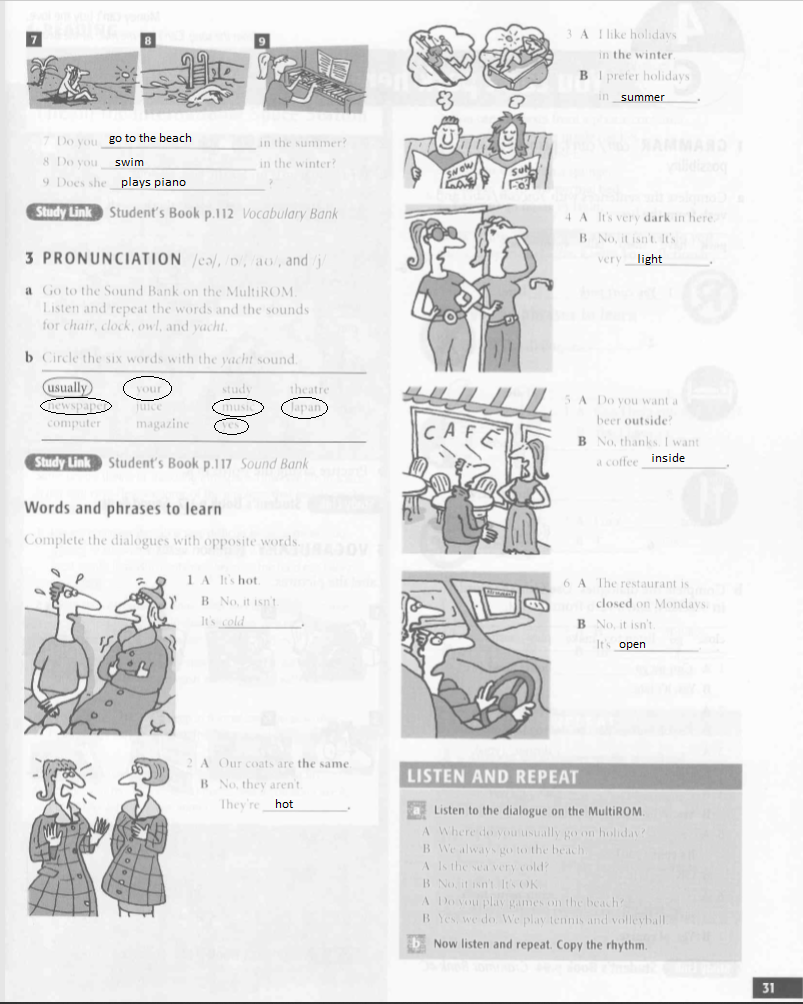 7 8 9
7 Do you go to the beach in the summer?
8 Do you swim in the winter?
9 Does she plays piano ?
Study Link Student's Book p.112 Vocabulary Bank
3 PRONUNCIATION /eə/, /ɒ/, /aʊ/, and /j/
a Go to the Sound Bank on the MultiROM.
Listen and repeat the words and the sounds
for chair, clock, owl, and yacht.
b Circle the six words with the yacht sound.
usually your study theatre
newspaper juice music Japan
computer magazine yes
Study Link Student's Book p.117 Sound Bank
Words and phrases to learn
Complete the dialogues with opposite words.
1 A It's hot.
B No, it isn't.
It's cold .
2 A Our coats are the same.
B No, they aren't.
They're hot .
3 A I like holidays
in the winter.
B I prefer holidays
in summer .
SNOW
SUN
4 A It's very dark in here.
B No, it isn't. It's
very light .
5 A Do you want a
beer outside?
B No, thanks. I want
a coffee inside .
CAFE
6 A The restaurant is
closed on Mondays.
B No, it isn't.
It's open .
LISTEN AND REPEAT
a Listen to the dialogue on the MultiROM.
A Where do you usually go on holiday?
B We always go to the beach.
A Is the sea very cold?
B No, it isn't. It's OK.
A Do you play games on the beach?
B Yes, we do. We play tennis and volleyball.
b Now listen and repeat. Copy the rhythm.
31